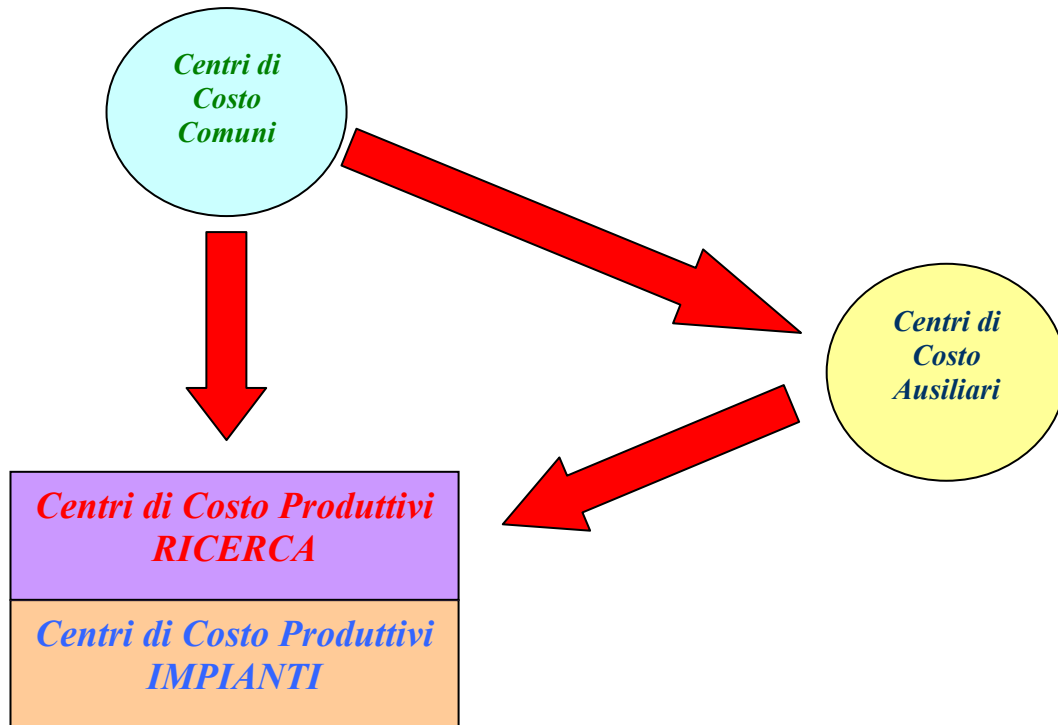 Centri di
Costo
Comuni
Centri di
Costo
Ausiliari
Centri di Costo Produttivi
RICERCA
Centri di Costo Produttivi
IMPIANTI